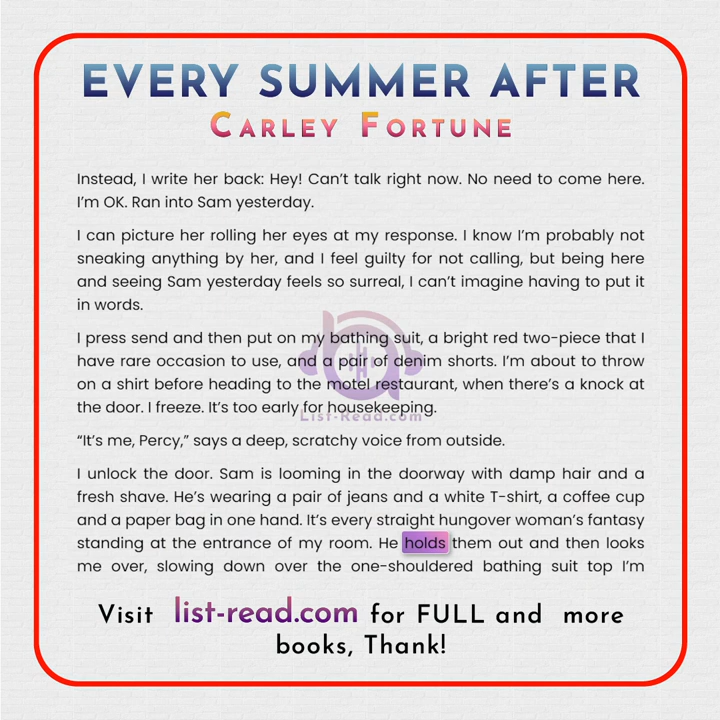 EVERY SUMMER AFTER
CARLEY FORTUNE
Instead, I write her back: Hey! Can't talk right now. No need to come here.
I'm OK. Ran into Sam yesterday.
I can picture her rolling her eyes at my response. I know I'm probably not
sneaking anything by her, and I feel guilty for not calling, but being here
and seeing Sam yesterday feels so surreal, I can't imagine having to put it
in words.
I press send and then put on my bathing suit, a bright red two-piece that I
have rare occasion to use, and a pair of denim shorts. I'm about to throw
on a shirt before heading to the motel restaurant, when there's a knock at
the door. I freeze. It's too early for housekeeping.
List-Read.com
“It's me, Percy,” says a deep, scratchy voice from outside.
I unlock the door. Sam is looming in the doorway with damp hair and a
fresh shave. He's wearing a pair of jeans and a white T-shirt, a coffee cup
and a paper bag in one hand. It's every straight hungover woman's fantasy
standing at the entrance of my room. He holds them out and then looks
me over, slowing down over the one-shouldered bathing suit top I'm
Visit list-read.com for FULL and more
books, Thank!